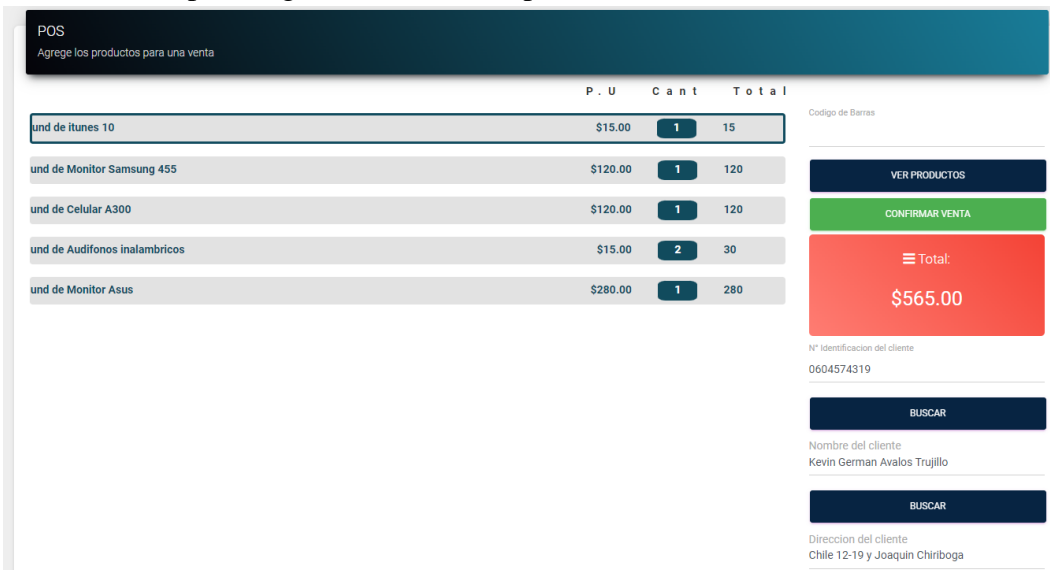 POS
Agrege los productos para una venta
P.U Cant Total
und de itunes 10 $15.00 1 15
und de Monitor Samsung 455 $120.00 1 120
und de Celular A300 $120.00 1 120
und de Audifonos inalambricos $15.00 2 30
und de Monitor Asus $280.00 1 280
Codigo de Barras
VER PRODUCTOS
CONFIRMAR VENTA
Total:
$565.00
N° Identificacion del cliente
0604574319
BUSCAR
Nombre del cliente
Kevin German Avalos Trujillo
BUSCAR
Direccion del cliente
Chile 12-19 y Joaquin Chiriboga